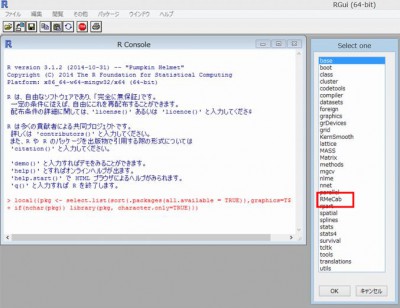 RGui (64-bit)
ファイル 編集 閲覧 その他 パッケージ ウインドウ ヘルプ
R Console
R version 3.1.2 (2014-10-31) -- "Pumpkin Helmet"
Copyright (C) 2014 The R Foundation for Statistical Computing
Platform: x86_64-w64-mingw32/x64 (64-bit)
R は、自由なソフトウェアであり、「完全に無保証」です。
一定の条件に従えば、自由にこれを再配布することができます。
配布条件の詳細に関しては、'license()' あるいは 'licence()' と入力してくださ
R は多くの貢献者による共同プロジェクトです。
詳しくは 'contributors()' と入力してください。
また、R や R のパッケージを出版物で引用する際の形式については
'citation()' と入力してください。
'demo()' と入力すればデモをみることができます。
'help()' とすればオンラインヘルプが出ます。
'help.start()' で HTML ブラウザによるヘルプがみられます。
'q()' と入力すれば R を終了します。
> local({pkg <- select.list(sort(.packages(all.available = TRUE)),graphics=T$
+ if(nchar(pkg)) library(pkg, character.only=TRUE)})
Select one
base
boot
class
cluster
codetools
compiler
datasets
foreign
graphics
grDevices
grid
KernSmooth
lattice
MASS
Matrix
methods
mgcv
nlme
nnet
parallel
RMeCab
rpart
spatial
splines
stats
stats4
survival
tcltk
tools
translations
utils
OK キャンセル